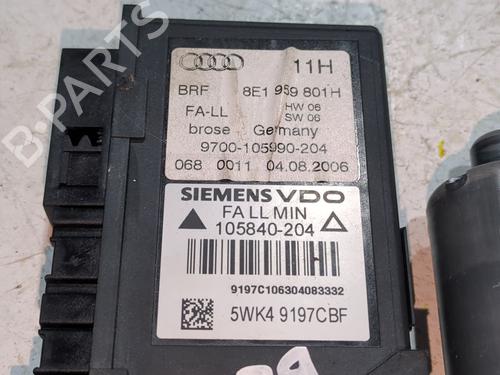 11H
BRF 8E1 959 801H
FA-LL HW 06
SW 06
brose Germany
9700-105990-204
068 0011 04.08.2006
SIEMENS VDO
FA LL MIN
105840-204
9197C106304083332
5WK4 9197CBF